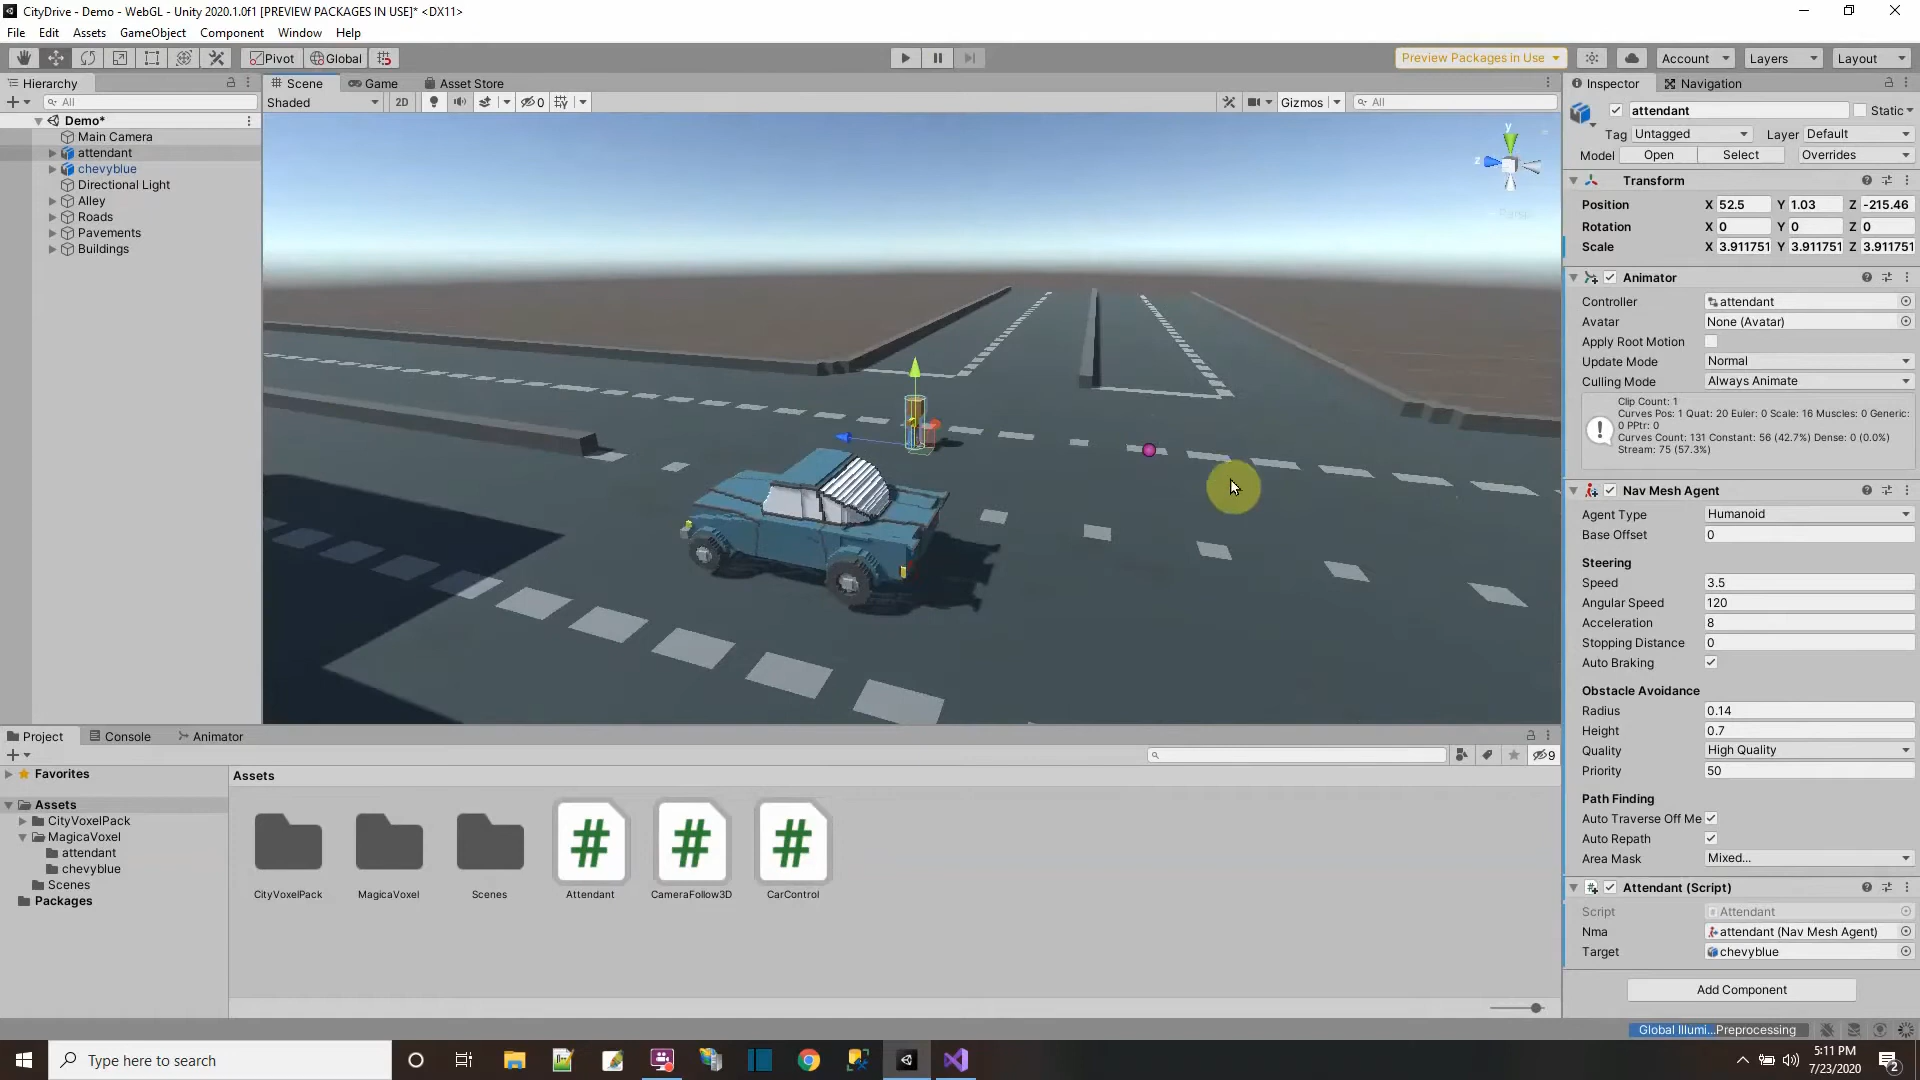 CityDrive - Demo - WebGL - Unity 2020.1.0f1 [PREVIEW PACKAGES IN USE]* <DX11>
File Edit Assets GameObject Component Window Help
Pivot Global Preview Packages in Use Account Layers Layout
Hierarchy Scene Game Asset Store Inspector Navigation
All Shaded 2D 0 Gizmos All attendant Static
Demo*
Main Camera
attendant
chevyblue
Directional Light
Alley
Roads
Pavements
Buildings
y
z
Tag Untagged Layer Default
Model Open Select Overrides
Transform
Position X 52.5 Y 1.03 Z -215.46
Rotation X 0 Y 0 Z 0
Scale X 3.911751 Y 3.911751 Z 3.911751
Animator
Controller attendant
Avatar None (Avatar)
Apply Root Motion
Update Mode Normal
Culling Mode Always Animate
Clip Count: 1
Curves Pos: 1 Quat: 20 Euler: 0 Scale: 16 Muscles: 0 Generic:
0 PPtr: 0
Curves Count: 131 Constant: 56 (42.7%) Dense: 0 (0.0%)
Stream: 75 (57.3%)
Nav Mesh Agent
Agent Type Humanoid
Base Offset 0
Steering
Speed 3.5
Angular Speed 120
Acceleration 8
Stopping Distance 0
Auto Braking
Obstacle Avoidance
Radius 0.14
Height 0.7
Quality High Quality
Priority 50
Path Finding
Auto Traverse Off Me
Auto Repath
Area Mask Mixed...
Attendant (Script)
Script Attendant
Nma attendant (Nav Mesh Agent)
Target chevyblue
Add Component
Project Console Animator
9
Favorites
Assets
CityVoxelPack
MagicaVoxel
attendant
chevyblue
Scenes
Packages
Assets
CityVoxelPack MagicaVoxel Scenes Attendant CameraFollow3D CarControl
Global Illumi...Preprocessing
Type here to search
5:11 PM
7/23/2020
2